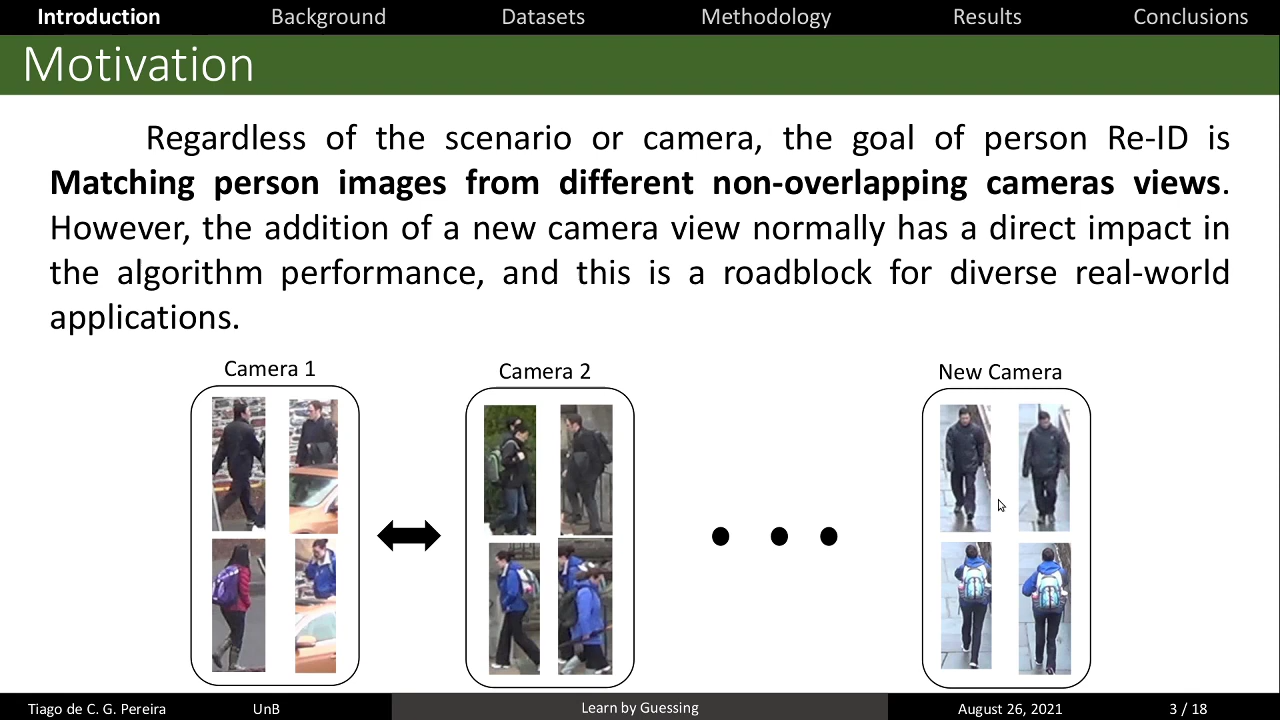 Introduction Background Datasets Methodology Results Conclusions
Motivation
Regardless of the scenario or camera, the goal of person Re-ID is
Matching person images from different non-overlapping cameras views.
However, the addition of a new camera view normally has a direct impact in
the algorithm performance, and this is a roadblock for diverse real-world
applications.
Camera 1 Camera 2 New Camera
Tiago de C. G. Pereira UnB Learn by Guessing August 26, 2021 3 / 18